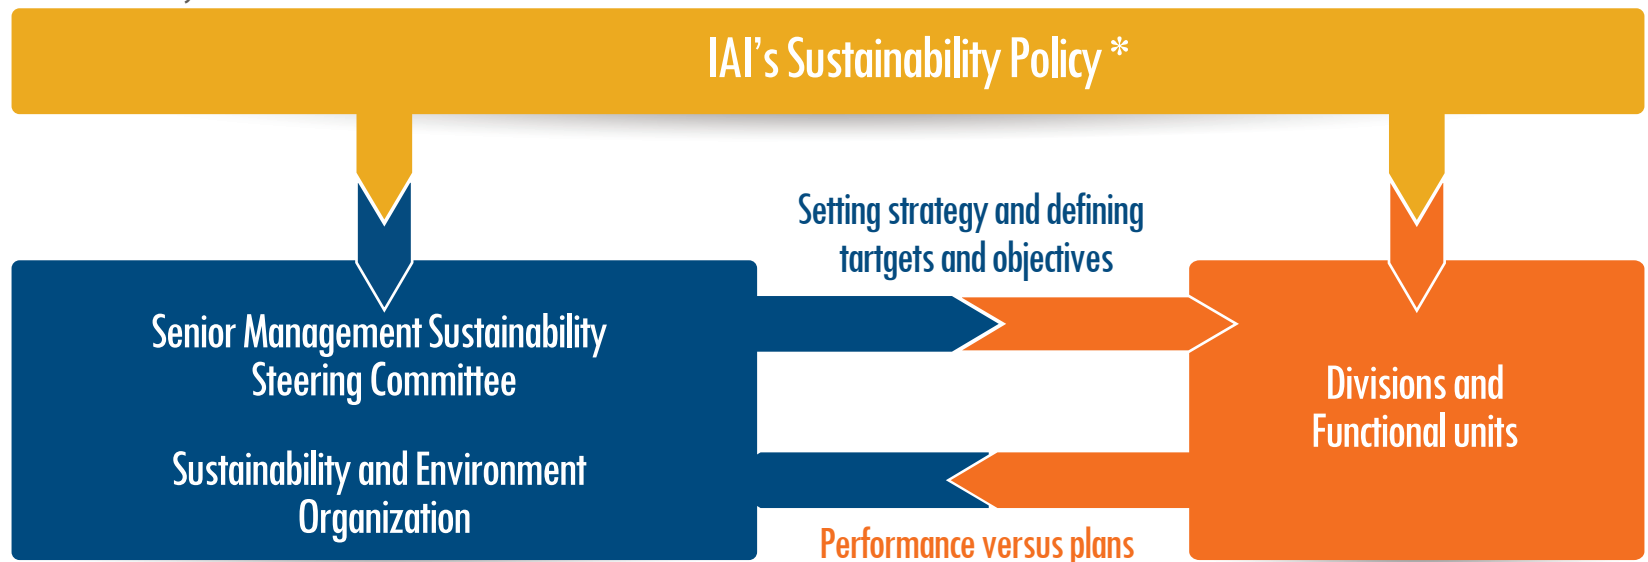 IAI's Sustainability Policy *
Setting strategy and defining
tartgets and objectives
Senior Management Sustainability
Steering Committee
Sustainability and Environment
Organization
Divisions and
Functional units
Performance versus plans